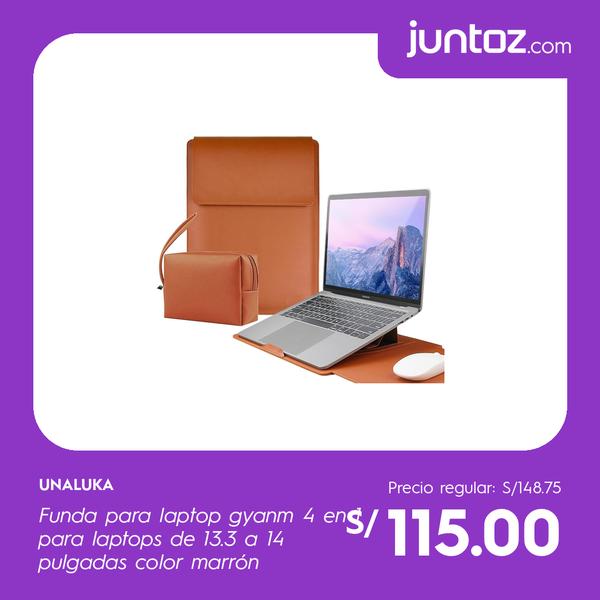 juntoz.com
UNALUKA
Precio regular: S/148.75
Funda para laptop gyanm 4 en1
para laptops de 13.3 a 14
pulgadas color marrón
S/115.00